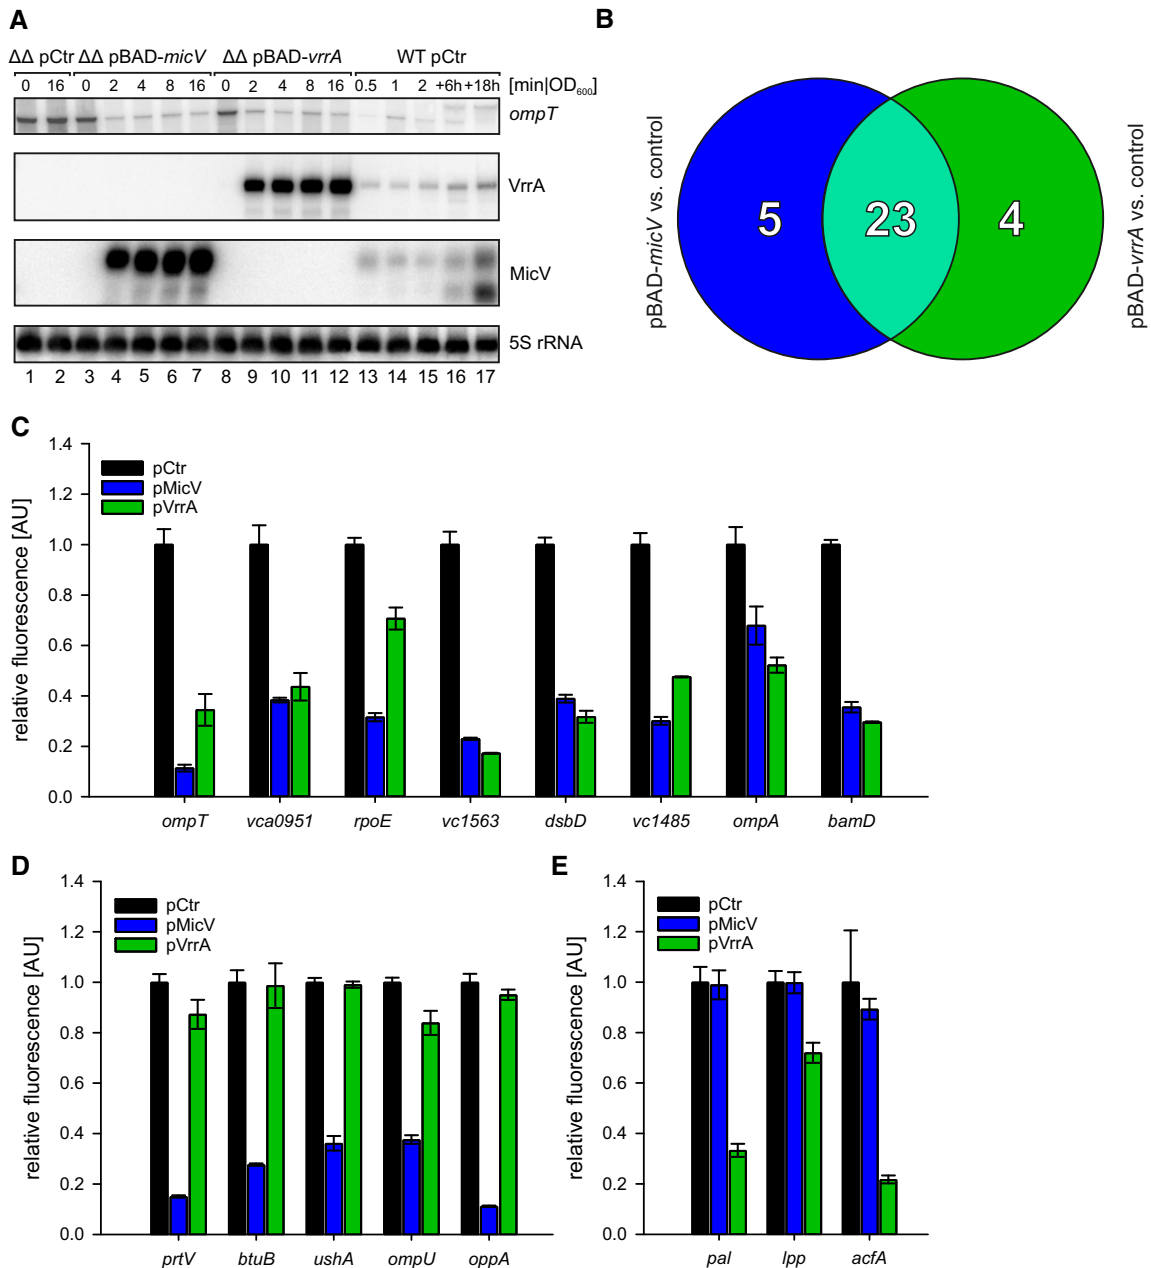 A
ΔΔ pCtr ΔΔ pBAD-micV ΔΔ pBAD-vrrA WT pCtr
0 16 0 2 4 8 16 0 2 4 8 16 0.5 1 2 +6h +18h [min|OD600]
ompT
VrrA
MicV
5S rRNA
1 2 3 4 5 6 7 8 9 10 11 12 13 14 15 16 17
B
pBAD-micV vs. control
5 23 4
pBAD-vrrA vs. control
C
relative fluorescence [AU]
1.4
1.2
1.0
0.8
0.6
0.4
0.2
0.0
pCtr
pMicV
pVrrA
ompT vca0951 rpoE vc1563 dsbD vc1485 ompA bamD
D
relative fluorescence [AU]
1.4
1.2
1.0
0.8
0.6
0.4
0.2
0.0
pCtr
pMicV
pVrrA
prtV btuB ushA ompU oppA
E
relative fluorescence [AU]
1.4
1.2
1.0
0.8
0.6
0.4
0.2
0.0
pCtr
pMicV
pVrrA
pal lpp acfA